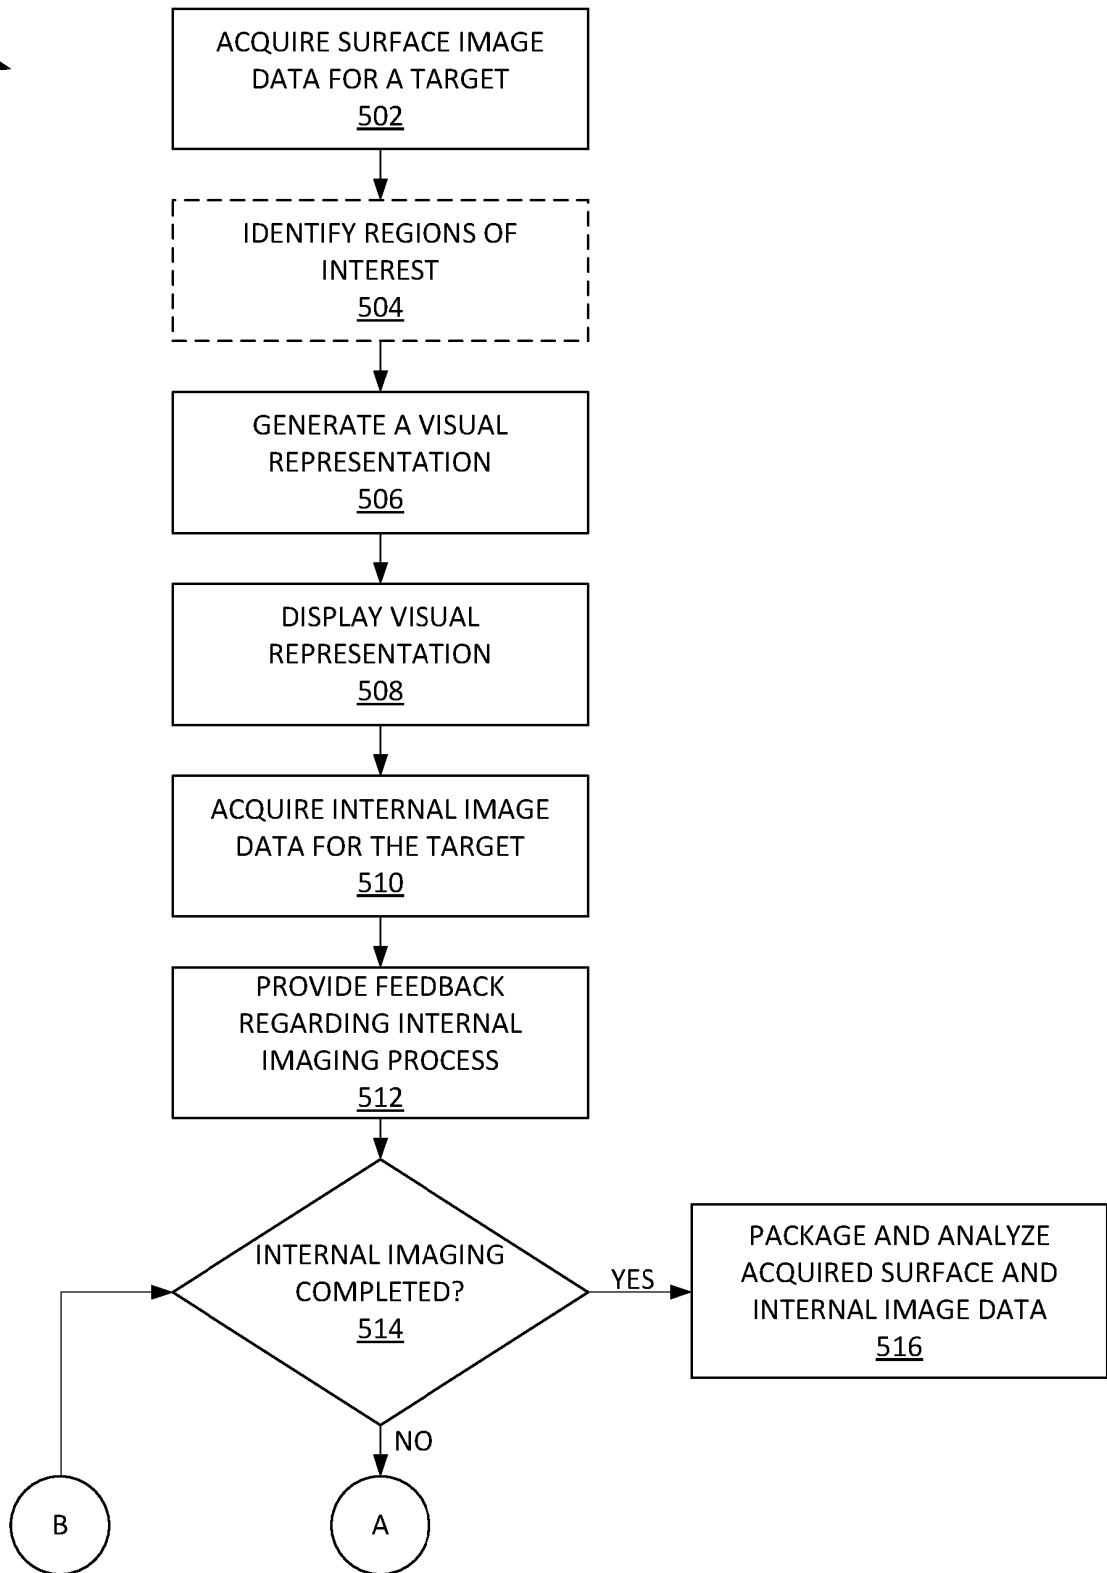 ACQUIRE SURFACE IMAGE
DATA FOR A TARGET
502
IDENTIFY REGIONS OF
INTEREST
504
GENERATE A VISUAL
REPRESENTATION
506
DISPLAY VISUAL
REPRESENTATION
508
ACQUIRE INTERNAL IMAGE
DATA FOR THE TARGET
510
PROVIDE FEEDBACK
REGARDING INTERNAL
IMAGING PROCESS
512
INTERNAL IMAGING
COMPLETED?
514
YES
PACKAGE AND ANALYZE
ACQUIRED SURFACE AND
INTERNAL IMAGE DATA
516
NO
B
A